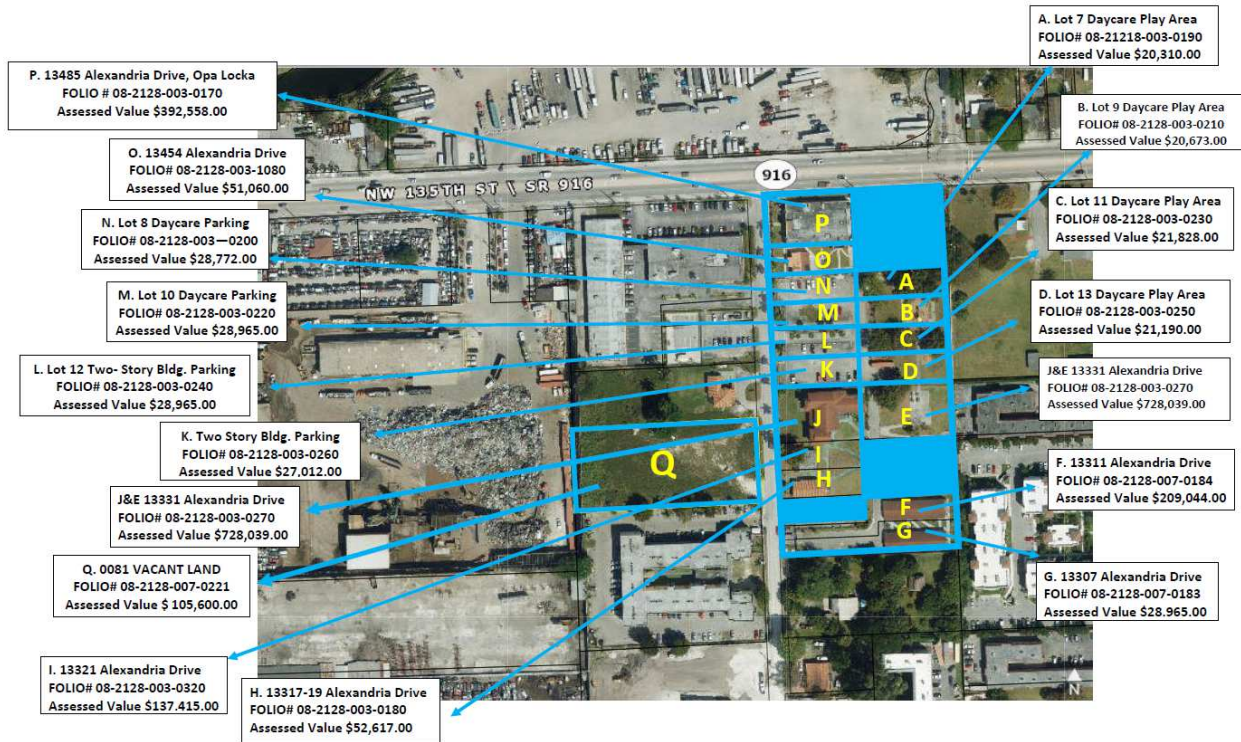 A. Lot 7 Daycare Play Area
FOLIO# 08-21218-003-0190
Assessed Value $20,310.00
P. 13485 Alexandria Drive, Opa Locka
FOLIO # 08-2128-003-0170
Assessed Value $392,558.00
B. Lot 9 Daycare Play Area
FOLIO# 08-2128-003-0210
Assessed Value $20,673.00
O. 13454 Alexandria Drive
FOLIO# 08-2128-003-1080
Assessed Value $51,060.00
NW 135TH ST \ SR 916
916
C. Lot 11 Daycare Play Area
FOLIO# 08-2128-003-0230
Assessed Value $21,828.00
N. Lot 8 Daycare Parking
FOLIO# 08-2128-003—0200
Assessed Value $28,772.00
M. Lot 10 Daycare Parking
FOLIO# 08-2128-003-0220
Assessed Value $28,965.00
D. Lot 13 Daycare Play Area
FOLIO# 08-2128-003-0250
Assessed Value $21,190.00
L. Lot 12 Two- Story Bldg. Parking
FOLIO# 08-2128-003-0240
Assessed Value $28,965.00
J&E 13331 Alexandria Drive
FOLIO# 08-2128-003-0270
Assessed Value $728,039.00
K. Two Story Bldg. Parking
FOLIO# 08-2128-003-0260
Assessed Value $27,012.00
F. 13311 Alexandria Drive
FOLIO# 08-2128-007-0184
Assessed Value $209,044.00
J&E 13331 Alexandria Drive
FOLIO# 08-2128-003-0270
Assessed Value $728,039.00
Q. 0081 VACANT LAND
FOLIO# 08-2128-007-0221
Assessed Value $ 105,600.00
G. 13307 Alexandria Drive
FOLIO# 08-2128-007-0183
Assessed Value $28.965.00
I. 13321 Alexandria Drive
FOLIO# 08-2128-003-0320
Assessed Value $137.415.00
H. 13317-19 Alexandria Drive
FOLIO# 08-2128-003-0180
Assessed Value $52,617.00
P
O
N
M
L
K
J
I
H
A
B.
C
D
E
F
G
Q
N